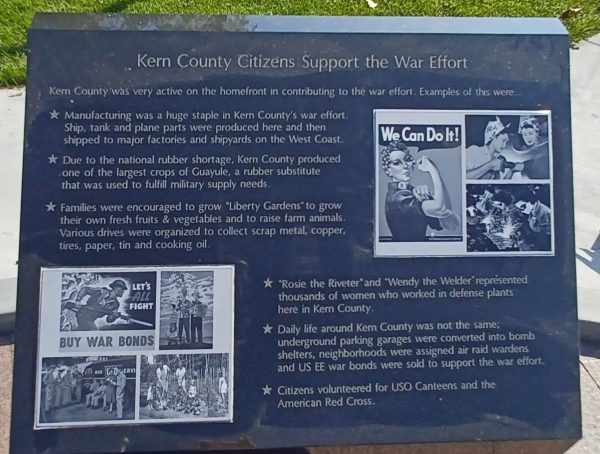 Kern County Citizens Support the War Effort
Kern County was very active on the homefront in contributing to the war effort. Examples of this were...
★ Manufacturing was a huge staple in Kern County's war effort.
Ship, tank and plane parts were produced here and then
shipped to major factories and shipyards on the West Coast.
★ Due to the national rubber shortage, Kern County produced
one of the largest crops of Guayule, a rubber substitute
that was used to fulfill military supply needs.
★ Families were encouraged to grow "Liberty Gardens" to grow
their own fresh fruits & vegetables and to raise farm animals.
Various drives were organized to collect scrap metal, copper,
tires, paper, tin and cooking oil.
We Can Do It!
LET'S
All
FIGHT
BUY WAR BONDS
★ "Rosie the Riveter" and "Wendy the Welder" represented
thousands of women who worked in defense plants
here in Kern County.
★ Daily life around Kern County was not the same;
underground parking garages were converted into bomb
shelters, neighborhoods were assigned air raid wardens
and US EE war bonds were sold to support the war effort.
★ Citizens volunteered for USO Canteens and the
American Red Cross.